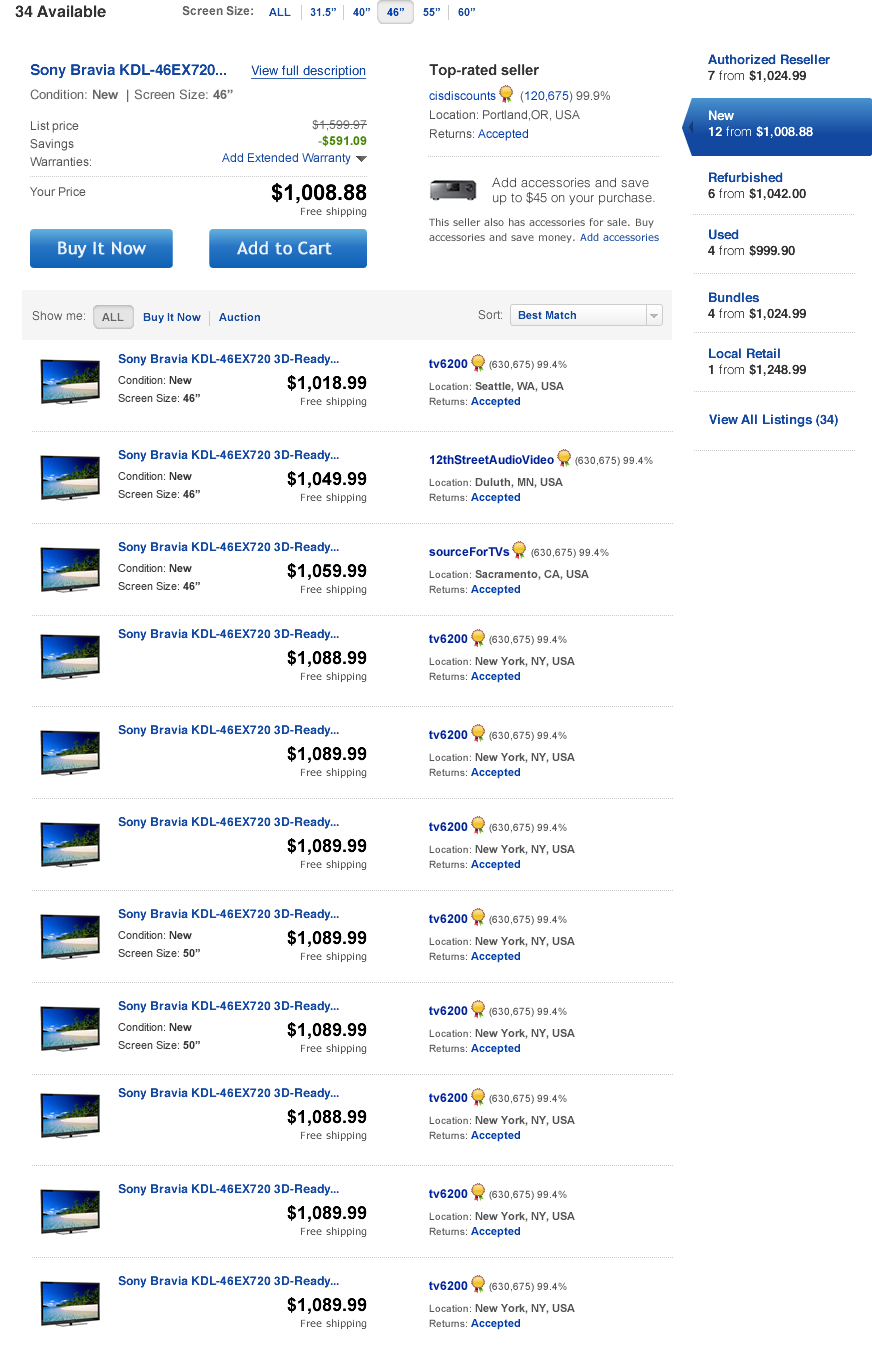 34 Available
Screen Size: ALL 31.5” 40” 46” 55” 60”
Sony Bravia KDL-46EX720... View full description
Condition: New | Screen Size: 46”
List price $1,599.97
Savings -$591.09
Warranties: Add Extended Warranty
Your Price $1,008.88
Free shipping
Buy It Now Add to Cart
Top-rated seller
cisdiscounts (120,675) 99.9%
Location: Portland,OR, USA
Returns: Accepted
Add accessories and save
up to $45 on your purchase.
This seller also has accessories for sale. Buy
accessories and save money. Add accessories
Authorized Reseller
7 from $1,024.99
New
12 from $1,008.88
Refurbished
6 from $1,042.00
Used
4 from $999.90
Bundles
4 from $1,024.99
Local Retail
1 from $1,248.99
View All Listings (34)
Show me: ALL Buy It Now Auction
Sort: Best Match
Sony Bravia KDL-46EX720 3D-Ready...
Condition: New
Screen Size: 46”
$1,018.99
Free shipping
tv6200 (630,675) 99.4%
Location: Seattle, WA, USA
Returns: Accepted
Sony Bravia KDL-46EX720 3D-Ready...
Condition: New
Screen Size: 46”
$1,049.99
Free shipping
12thStreetAudioVideo (630,675) 99.4%
Location: Duluth, MN, USA
Returns: Accepted
Sony Bravia KDL-46EX720 3D-Ready...
Condition: New
Screen Size: 46”
$1,059.99
Free shipping
sourceForTVs (630,675) 99.4%
Location: Sacramento, CA, USA
Returns: Accepted
Sony Bravia KDL-46EX720 3D-Ready...
$1,088.99
Free shipping
tv6200 (630,675) 99.4%
Location: New York, NY, USA
Returns: Accepted
Sony Bravia KDL-46EX720 3D-Ready...
$1,089.99
Free shipping
tv6200 (630,675) 99.4%
Location: New York, NY, USA
Returns: Accepted
Sony Bravia KDL-46EX720 3D-Ready...
$1,089.99
Free shipping
tv6200 (630,675) 99.4%
Location: New York, NY, USA
Returns: Accepted
Sony Bravia KDL-46EX720 3D-Ready...
Condition: New
Screen Size: 50”
$1,089.99
Free shipping
tv6200 (630,675) 99.4%
Location: New York, NY, USA
Returns: Accepted
Sony Bravia KDL-46EX720 3D-Ready...
Condition: New
Screen Size: 50”
$1,089.99
Free shipping
tv6200 (630,675) 99.4%
Location: New York, NY, USA
Returns: Accepted
Sony Bravia KDL-46EX720 3D-Ready...
$1,088.99
Free shipping
tv6200 (630,675) 99.4%
Location: New York, NY, USA
Returns: Accepted
Sony Bravia KDL-46EX720 3D-Ready...
$1,089.99
Free shipping
tv6200 (630,675) 99.4%
Location: New York, NY, USA
Returns: Accepted
Sony Bravia KDL-46EX720 3D-Ready...
$1,089.99
Free shipping
tv6200 (630,675) 99.4%
Location: New York, NY, USA
Returns: Accepted